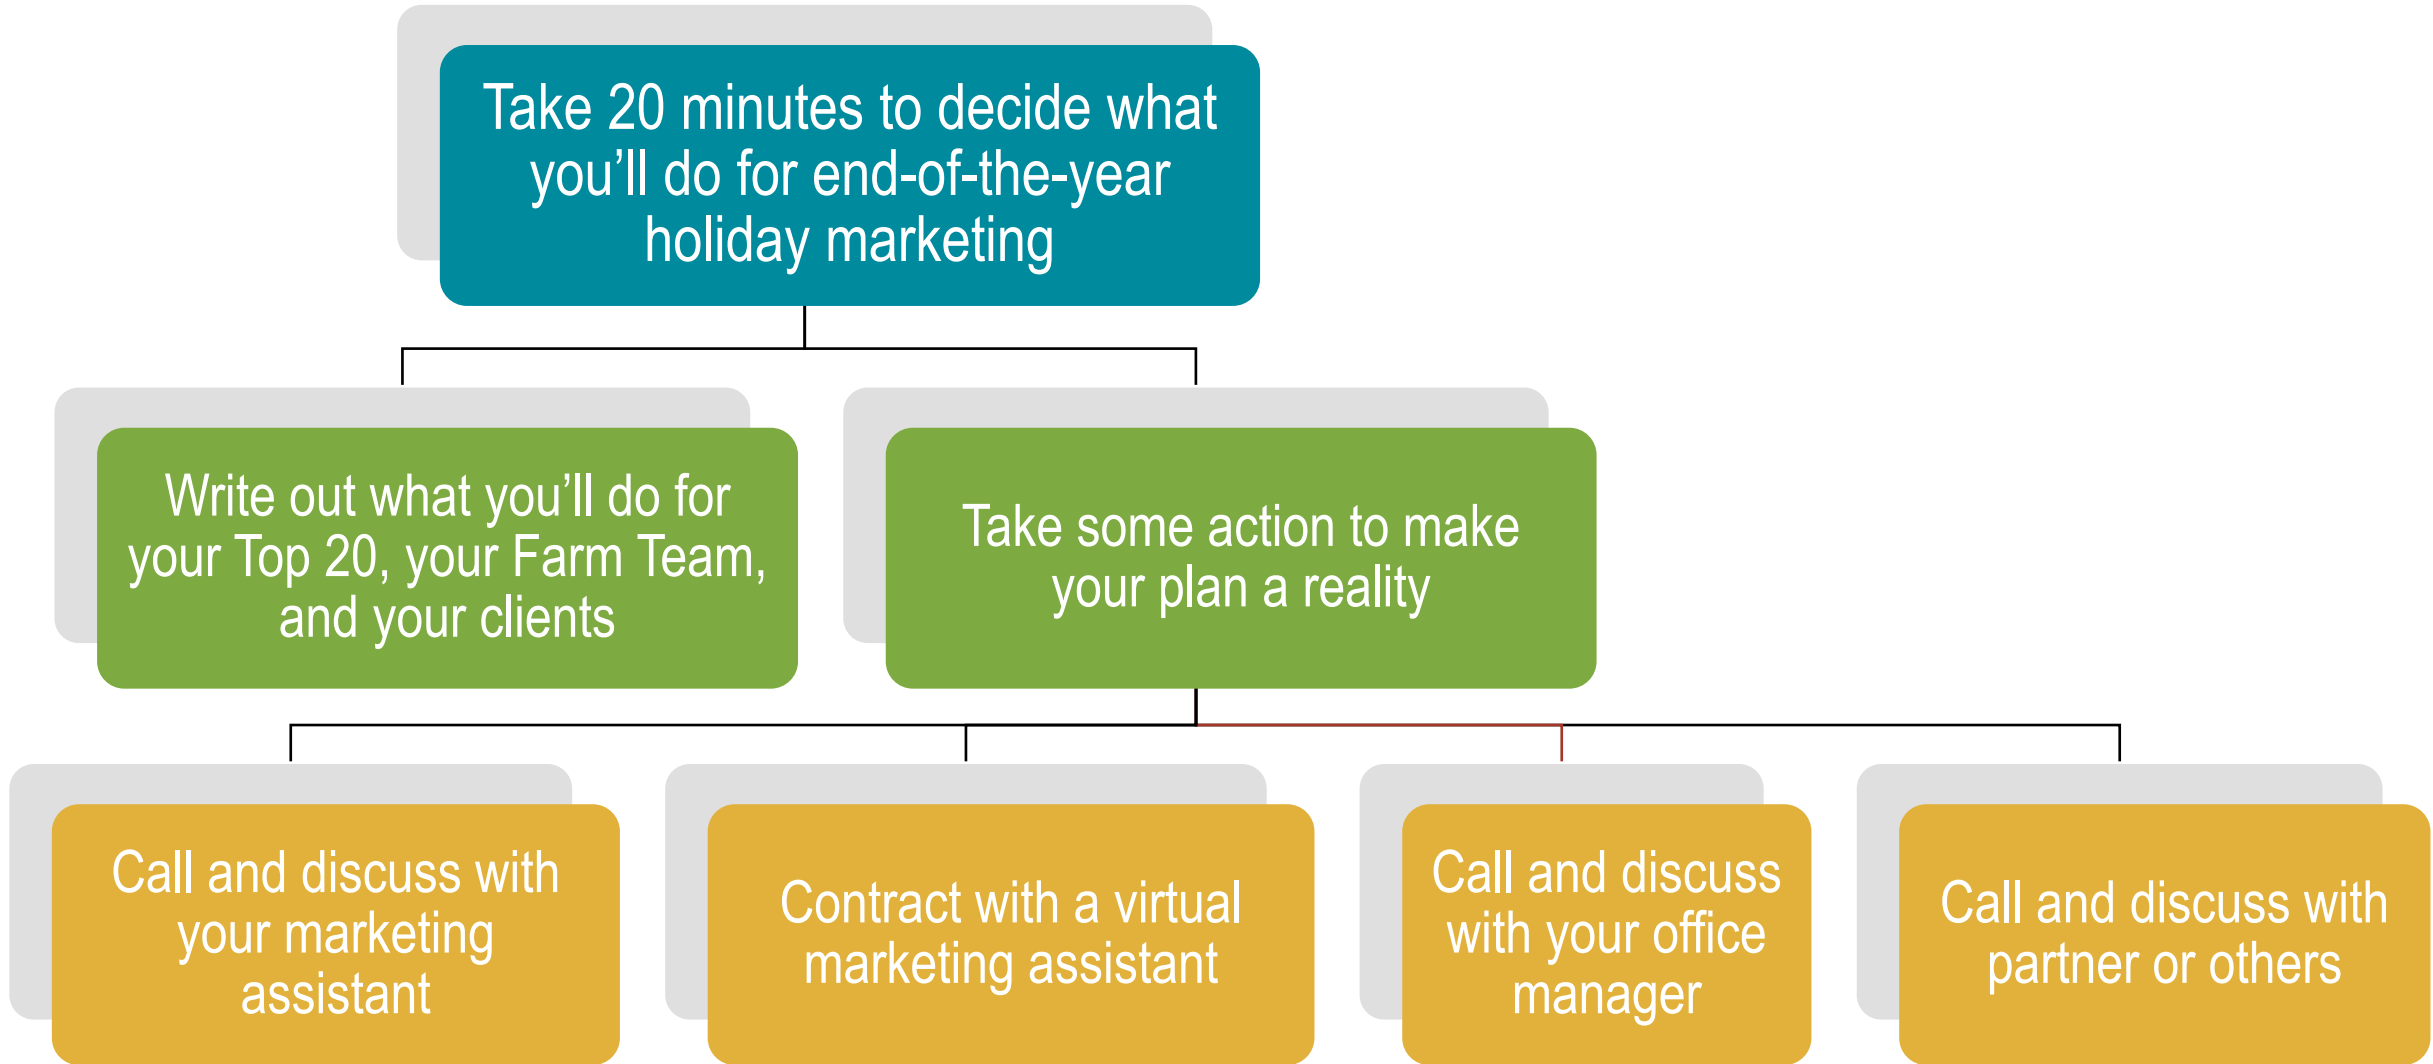 Take 20 minutes to decide what
you’ll do for end-of-the-year
holiday marketing
Write out what you’ll do for
your Top 20, your Farm Team,
and your clients
Take some action to make
your plan a reality
Call and discuss with
your marketing
assistant
Contract with a virtual
marketing assistant
Call and discuss
with your office
manager
Call and discuss with
partner or others